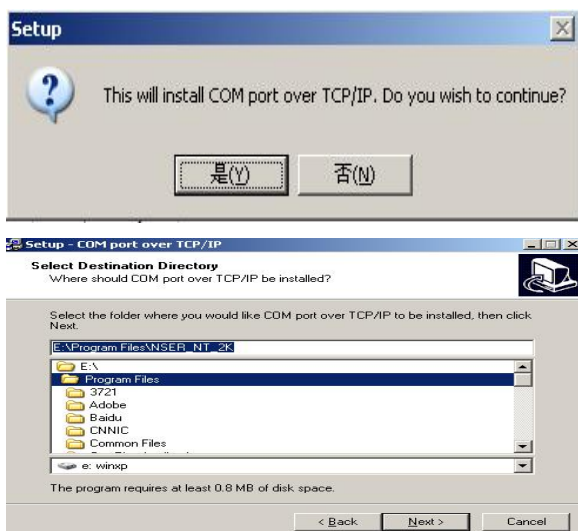 Setup
This will install COM port over TCP/IP. Do you wish to continue?
是(Y)
否(N)
Setup - COM port over TCP/IP
Select Destination Directory
Where should COM port over TCP/IP be installed?
Select the folder where you would like COM port over TCP/IP to be installed, then click
Next.
E:\Program Files\NSER_NT_2K
E:\
Program Files
3721
Adobe
Baidu
CNNIC
Common Files
e: winxp
The program requires at least 0.8 MB of disk space.
< Back
Next >
Cancel